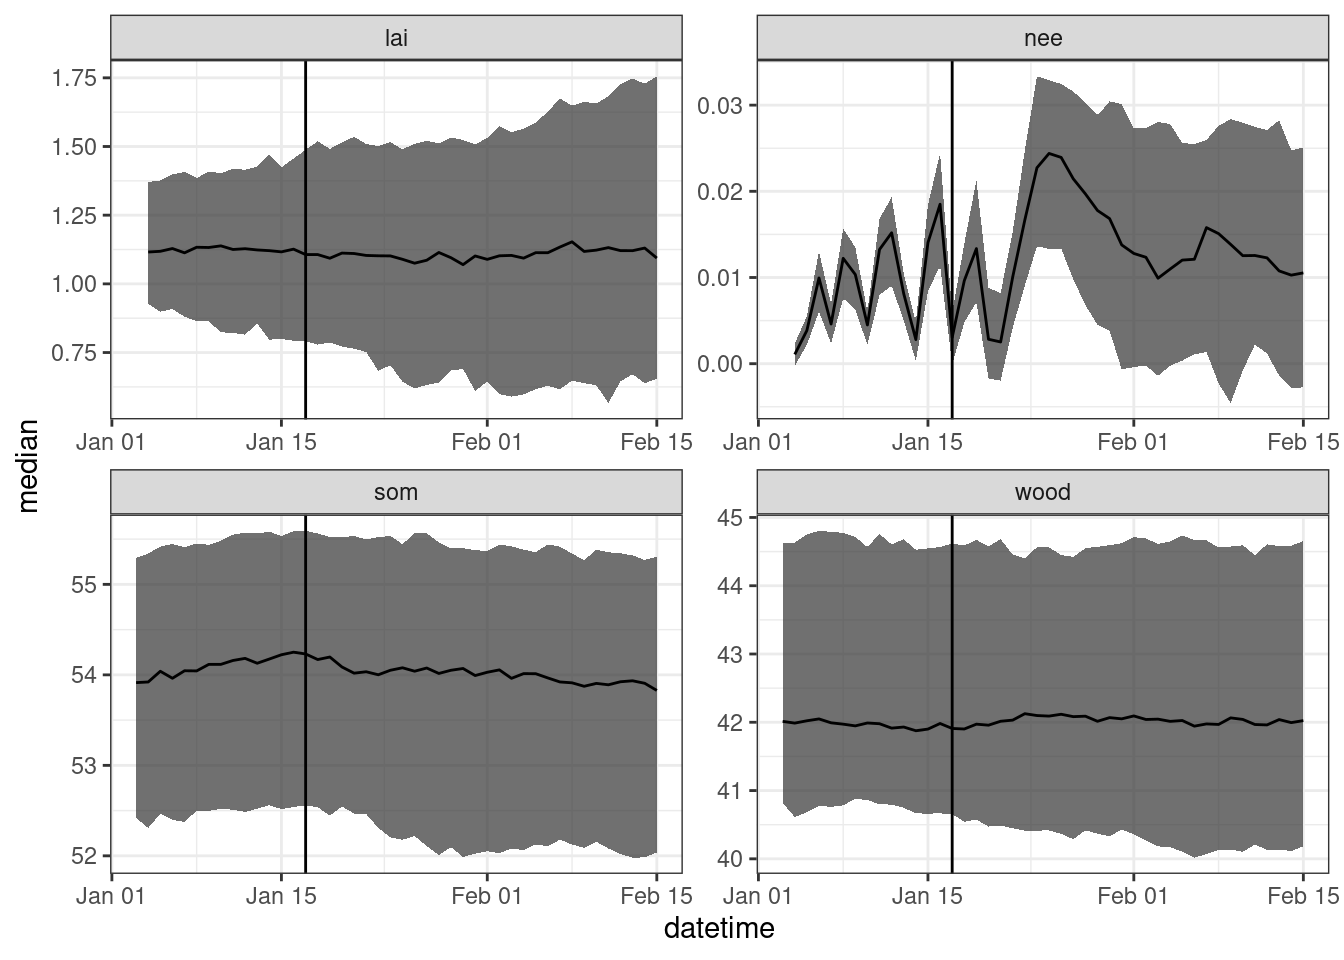 lai
nee
1.75
1.50
1.25
1.00
0.75
0.03
0.02
0.01
0.00
Jan 01 Jan 15 Feb 01 Feb 15
Jan 01 Jan 15 Feb 01 Feb 15
median
som
wood
55
54
53
52
45
44
43
42
41
40
Jan 01 Jan 15 Feb 01 Feb 15
Jan 01 Jan 15 Feb 01 Feb 15
datetime